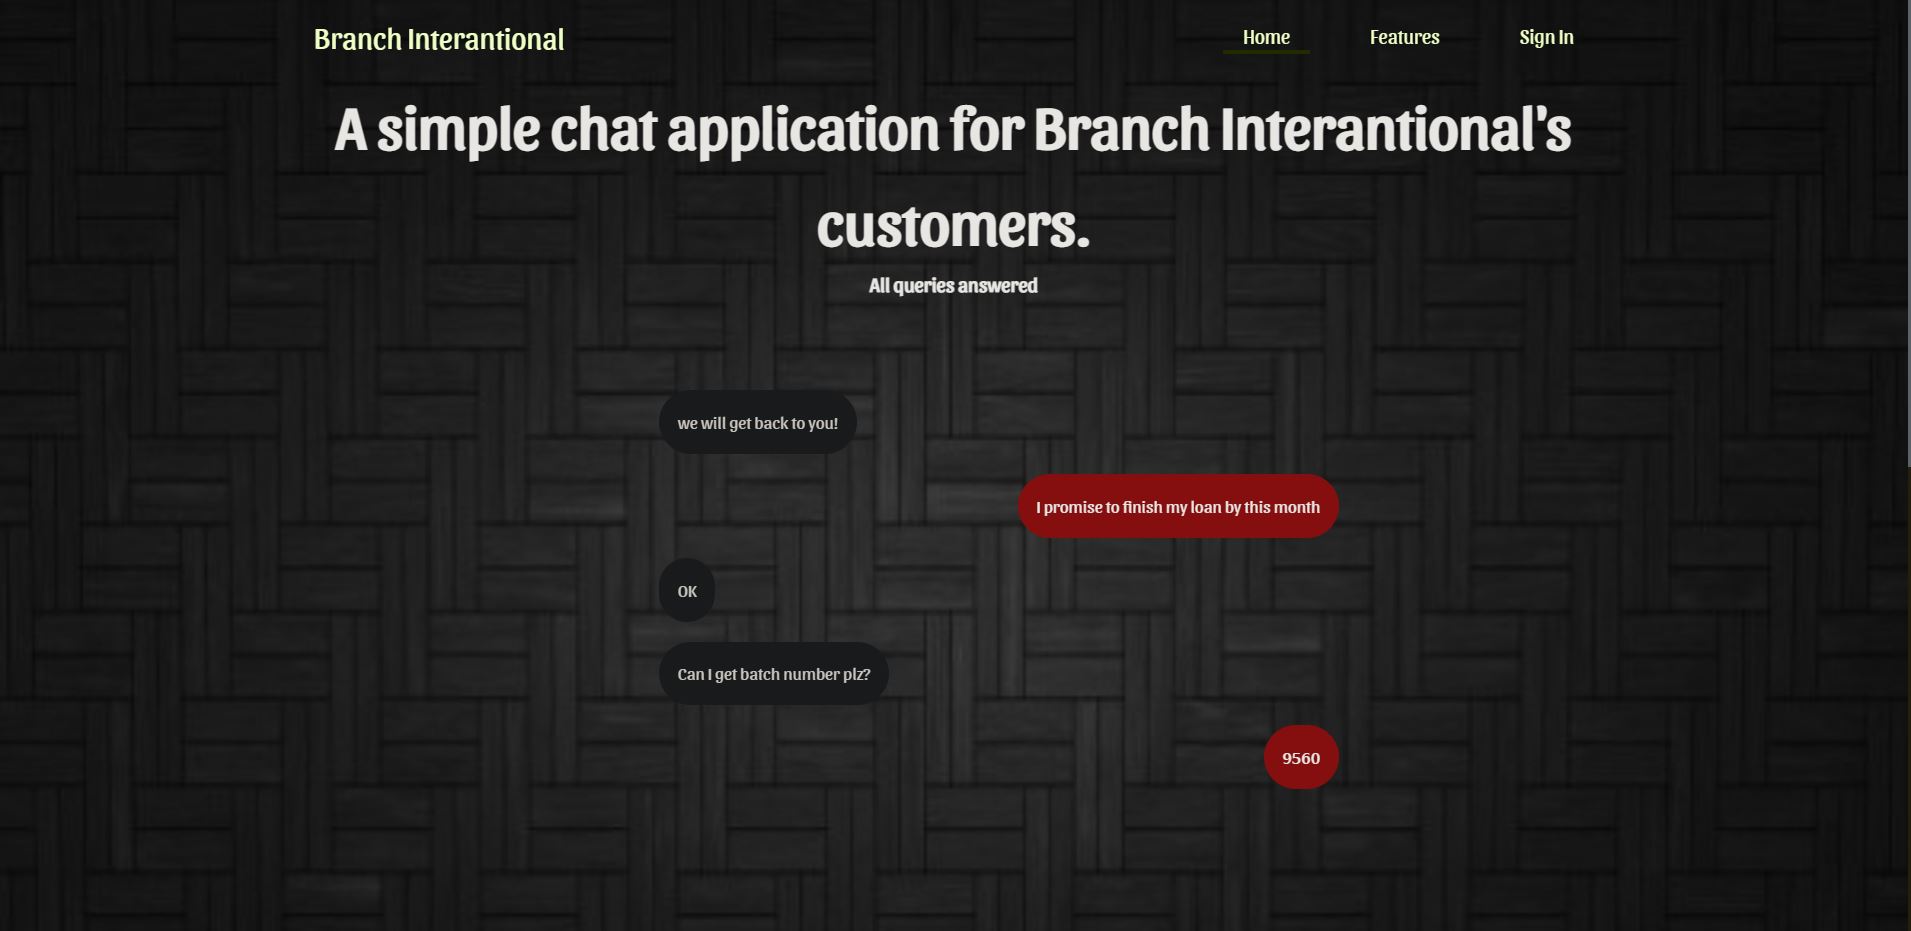 Branch Interantional
Home Features Sign In
A simple chat application for Branch Interantional's
customers.
All queries answered
we will get back to you!
I promise to finish my loan by this month
OK
Can I get batch number plz?
9560